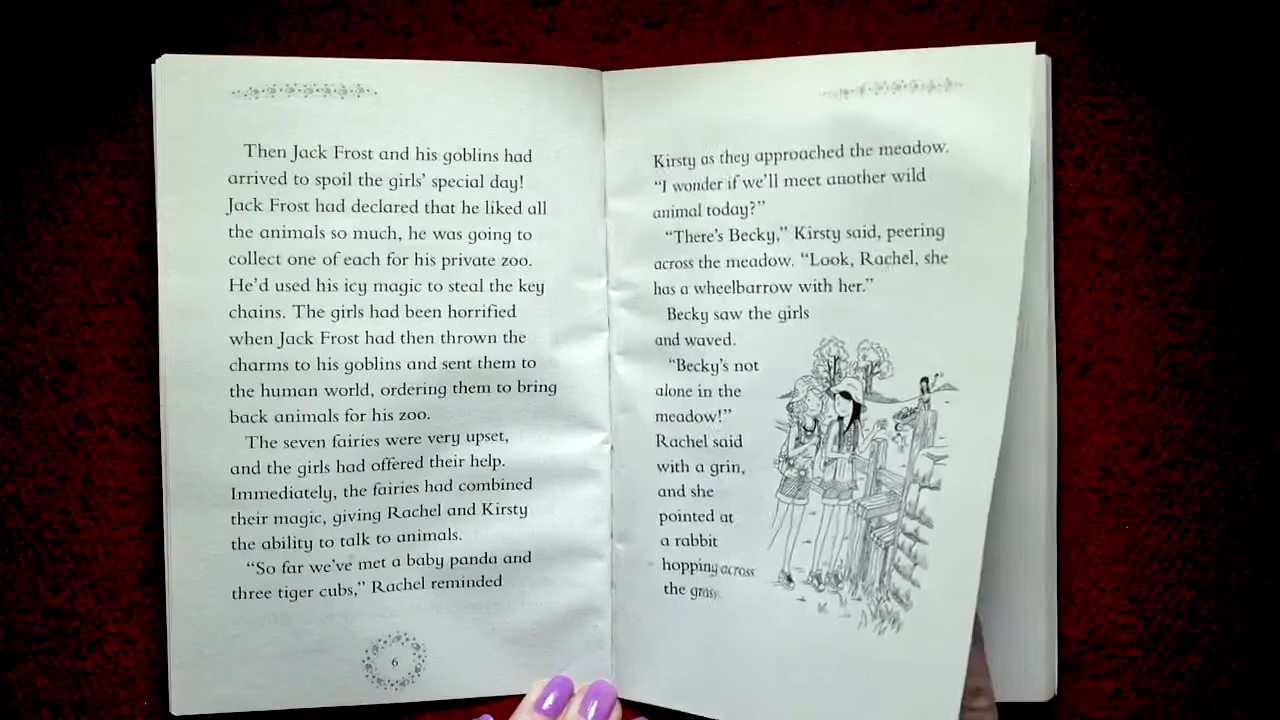 Then Jack Frost and his goblins had
arrived to spoil the girls’ special day!
Jack Frost had declared that he liked all
the animals so much, he was going to
collect one of each for his private zoo.
He’d used his icy magic to steal the key
chains. The girls had been horrified
when Jack Frost had then thrown the
charms to his goblins and sent them to
the human world, ordering them to bring
back animals for his zoo.
The seven fairies were very upset,
and the girls had offered their help.
Immediately, the fairies had combined
their magic, giving Rachel and Kirsty
the ability to talk to animals.
“So far we’ve met a baby panda and
three tiger cubs,” Rachel reminded
6
Kirsty as they approached the meadow.
“I wonder if we’ll meet another wild
animal today?”
“There’s Becky,” Kirsty said, peering
across the meadow. “Look, Rachel, she
has a wheelbarrow with her.”
Becky saw the girls
and waved.
“Becky’s not
alone in the
meadow!”
Rachel said
with a grin,
and she
pointed at
a rabbit
hopping across
the grass